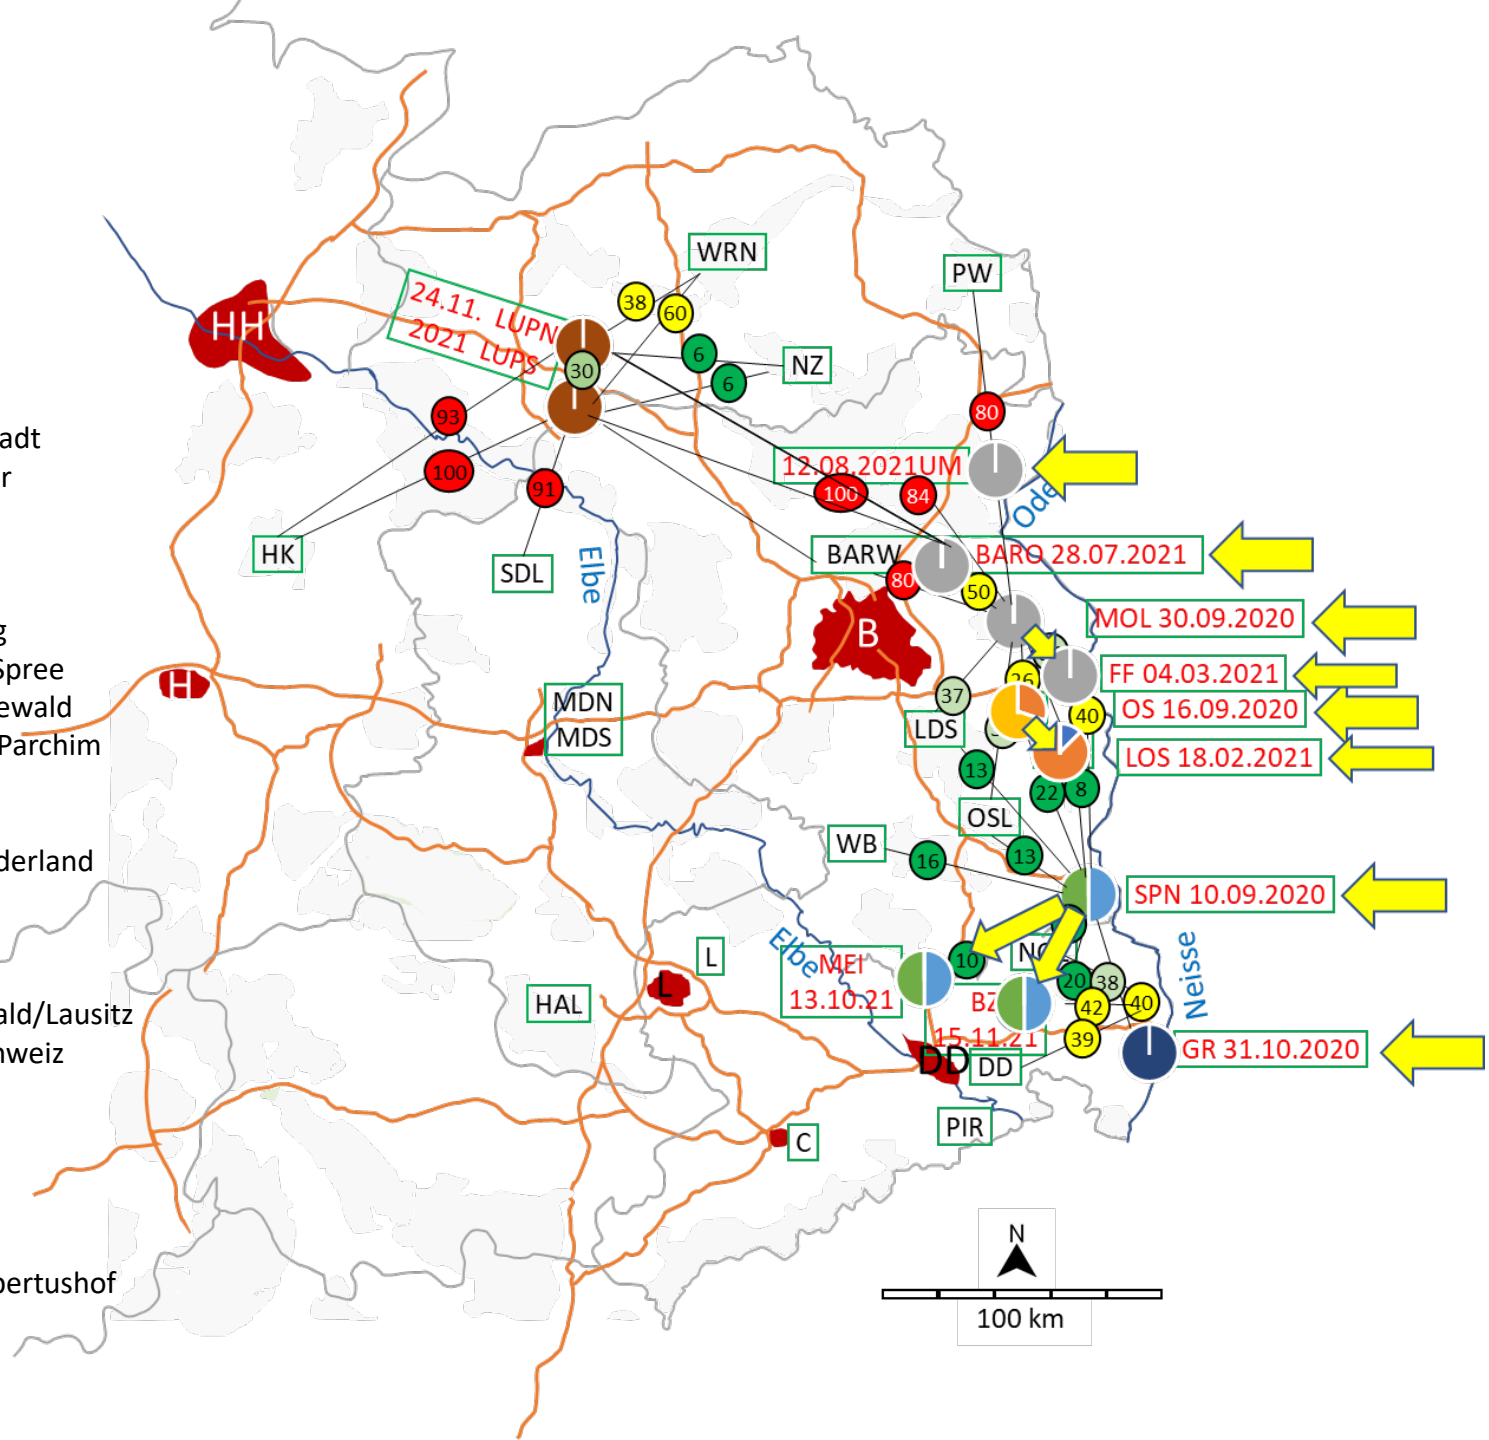 WRN
PW
24.11. LUPN
2021 LUPS
38
60
HH
6
NZ
30
6
93
80
adt
r
100
12.08.2021UM
91
100
84
Ode
HK
SDL
Elbe
BARW
BARO 28.07.2021
80
50
g
MOL 30.09.2020
B
Spree
H
FF 04.03.2021
ewald
37
MDN
OS 16.09.2020
40
LDS
Parchim
MDS
LOS 18.02.2021
13
22
8
OSL
derland
WB
16
13
SPN 10.09.2020
Elbe
L
MEI
10
Neisse
L
20
38
13.10.21
HAL
BZ
42
40
ald/Lausitz
15.11.21
39
hweiz
DD
DD
GR 31.10.2020
PIR
C
N
bertushof
100 km